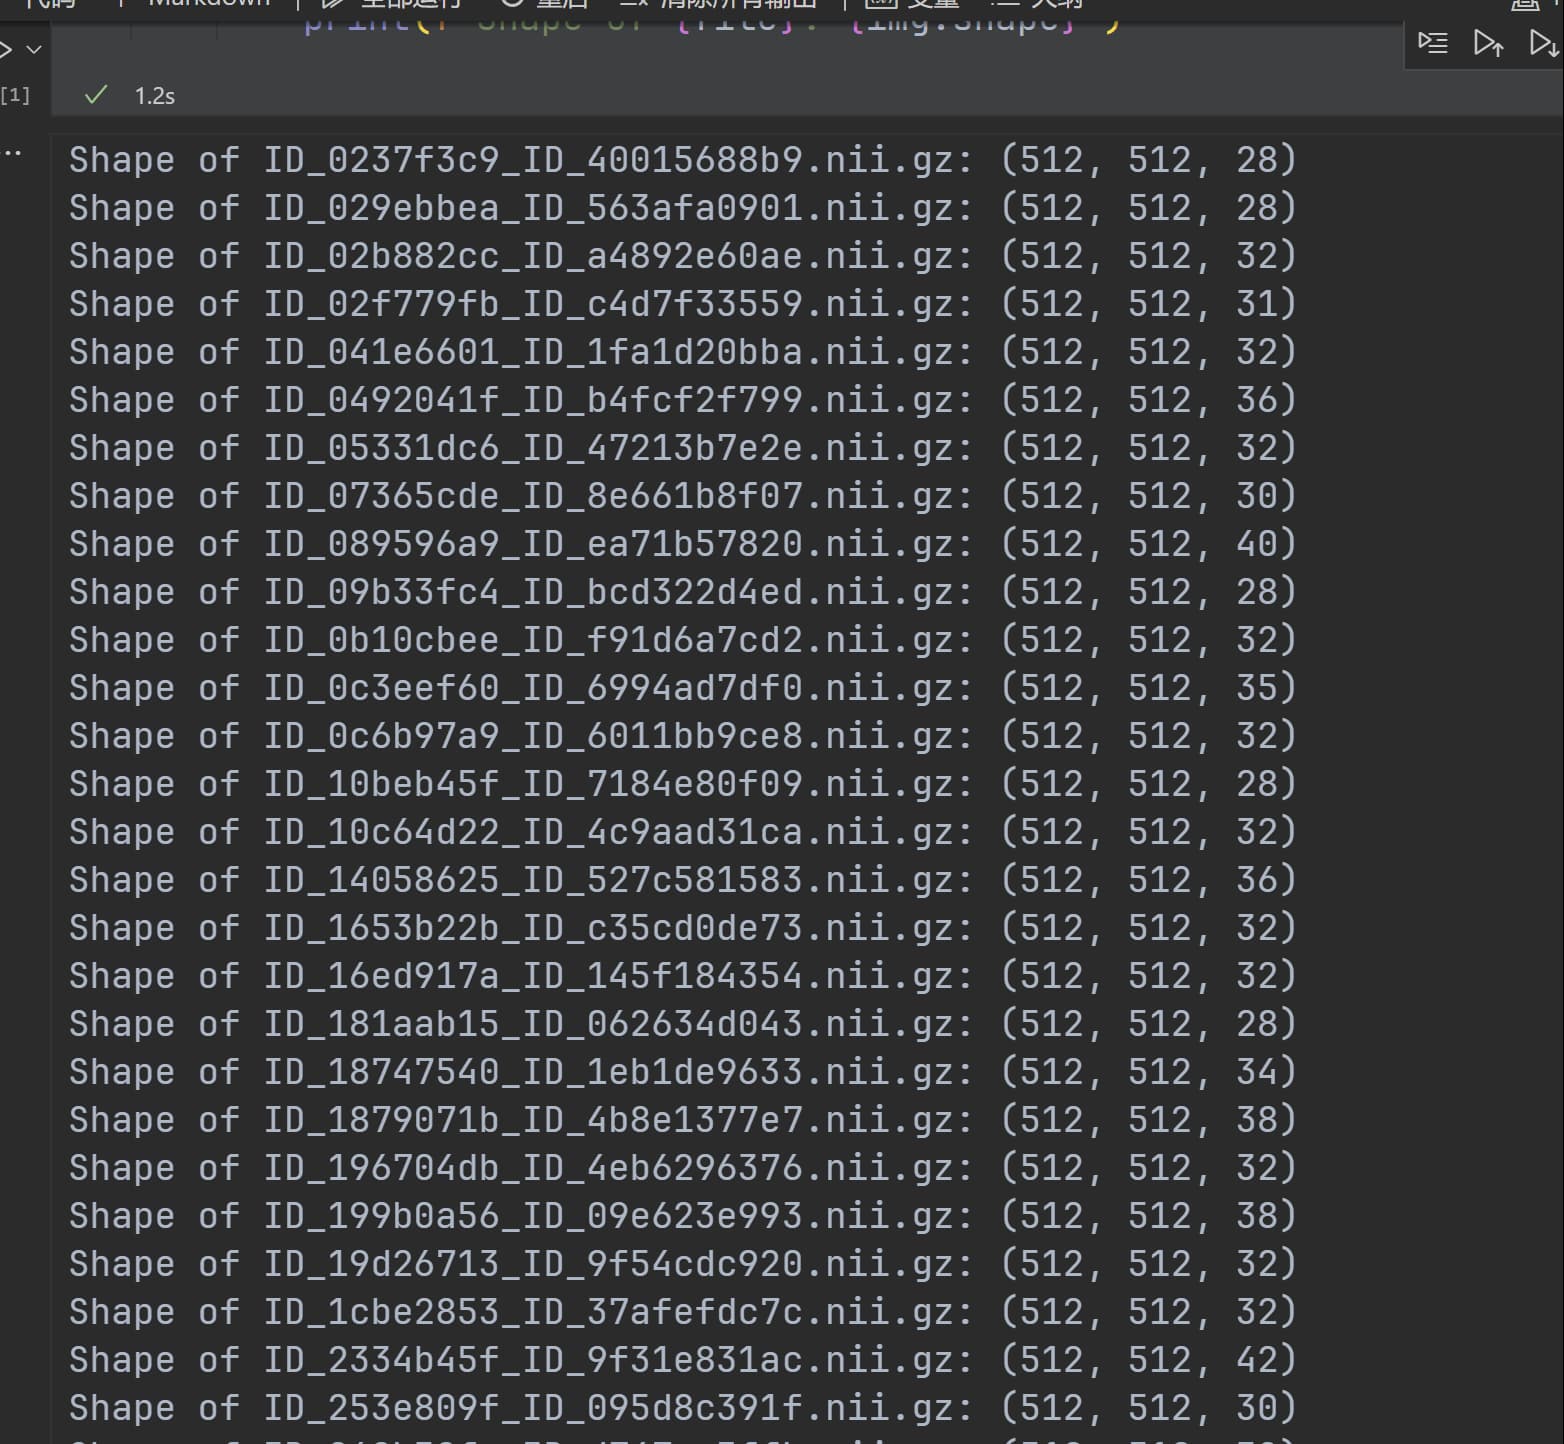 代码 Markdown 全部运行 重启 清除所有输出 变量 大纲
print(f"Shape of {file}: {img.shape}")
[1]
1.2s
...
Shape of ID_0237f3c9_ID_40015688b9.nii.gz: (512, 512, 28)
Shape of ID_029ebbea_ID_563afa0901.nii.gz: (512, 512, 28)
Shape of ID_02b882cc_ID_a4892e60ae.nii.gz: (512, 512, 32)
Shape of ID_02f779fb_ID_c4d7f33559.nii.gz: (512, 512, 31)
Shape of ID_041e6601_ID_1fa1d20bba.nii.gz: (512, 512, 32)
Shape of ID_0492041f_ID_b4fcf2f799.nii.gz: (512, 512, 36)
Shape of ID_05331dc6_ID_47213b7e2e.nii.gz: (512, 512, 32)
Shape of ID_07365cde_ID_8e661b8f07.nii.gz: (512, 512, 30)
Shape of ID_089596a9_ID_ea71b57820.nii.gz: (512, 512, 40)
Shape of ID_09b33fc4_ID_bcd322d4ed.nii.gz: (512, 512, 28)
Shape of ID_0b10cbee_ID_f91d6a7cd2.nii.gz: (512, 512, 32)
Shape of ID_0c3eef60_ID_6994ad7df0.nii.gz: (512, 512, 35)
Shape of ID_0c6b97a9_ID_6011bb9ce8.nii.gz: (512, 512, 32)
Shape of ID_10beb45f_ID_7184e80f09.nii.gz: (512, 512, 28)
Shape of ID_10c64d22_ID_4c9aad31ca.nii.gz: (512, 512, 32)
Shape of ID_14058625_ID_527c581583.nii.gz: (512, 512, 36)
Shape of ID_1653b22b_ID_c35cd0de73.nii.gz: (512, 512, 32)
Shape of ID_16ed917a_ID_145f184354.nii.gz: (512, 512, 32)
Shape of ID_181aab15_ID_062634d043.nii.gz: (512, 512, 28)
Shape of ID_18747540_ID_1eb1de9633.nii.gz: (512, 512, 34)
Shape of ID_1879071b_ID_4b8e1377e7.nii.gz: (512, 512, 38)
Shape of ID_196704db_ID_4eb6296376.nii.gz: (512, 512, 32)
Shape of ID_199b0a56_ID_09e623e993.nii.gz: (512, 512, 38)
Shape of ID_19d26713_ID_9f54cdc920.nii.gz: (512, 512, 32)
Shape of ID_1cbe2853_ID_37afefdc7c.nii.gz: (512, 512, 32)
Shape of ID_2334b45f_ID_9f31e831ac.nii.gz: (512, 512, 42)
Shape of ID_253e809f_ID_095d8c391f.nii.gz: (512, 512, 30)